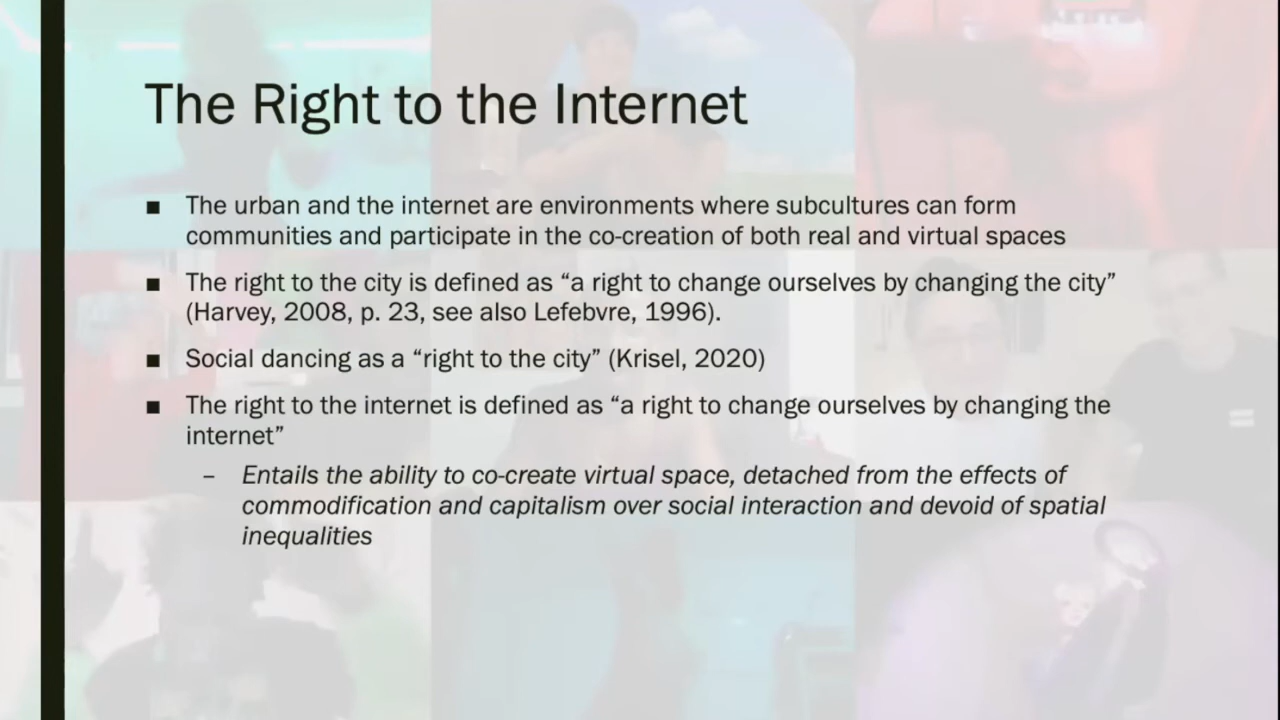 The Right to the Internet
■ The urban and the internet are environments where subcultures can form
communities and participate in the co-creation of both real and virtual spaces
■ The right to the city is defined as “a right to change ourselves by changing the city”
(Harvey, 2008, p. 23, see also Lefebvre, 1996).
■ Social dancing as a “right to the city” (Krisel, 2020)
■ The right to the internet is defined as “a right to change ourselves by changing the
internet”
– Entails the ability to co-create virtual space, detached from the effects of
commodification and capitalism over social interaction and devoid of spatial
inequalities